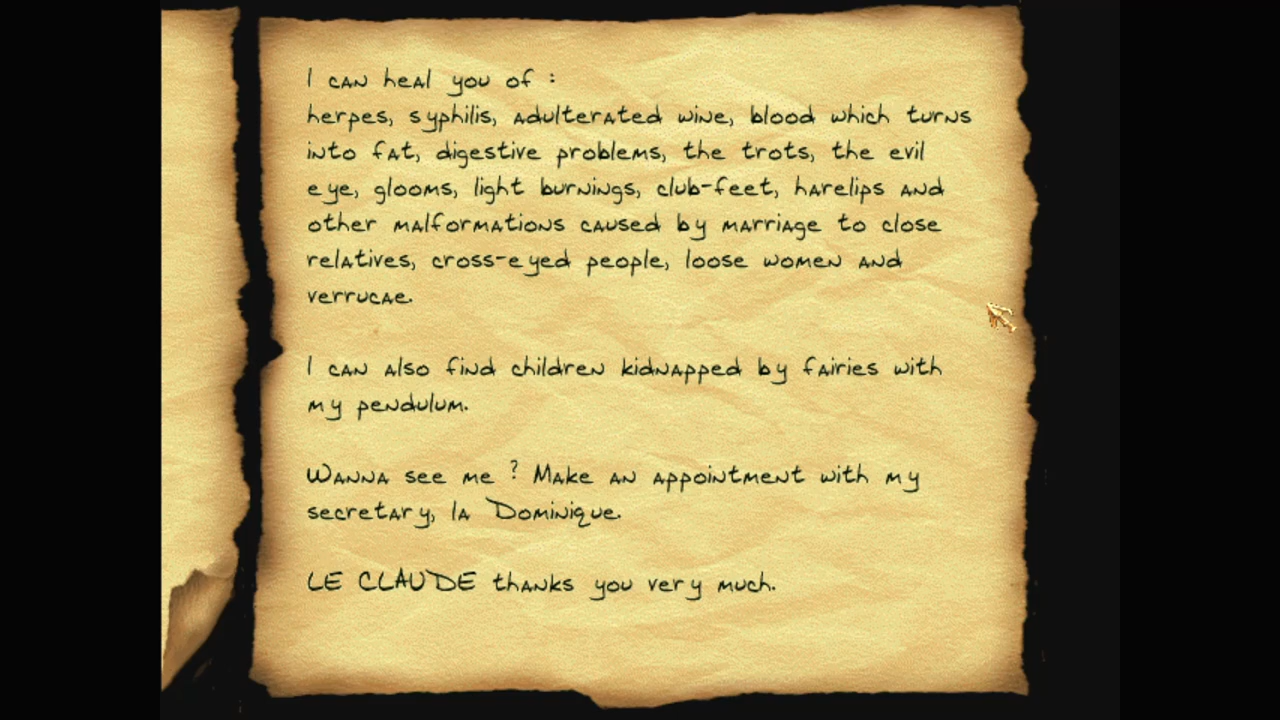 I can heal you of :
herpes, syphilis, adulterated wine, blood which turns
into fat, digestive problems, the trots, the evil
eye, glooms, light burnings, club-feet, harelips and
other malformations caused by marriage to close
relatives, cross-eyed people, loose women and
verrucae.
I can also find children kidnapped by fairies with
my pendulum.
Wanna see me ? Make an appointment with my
secretary, la Dominique.
LE CLAUDE thanks you very much.